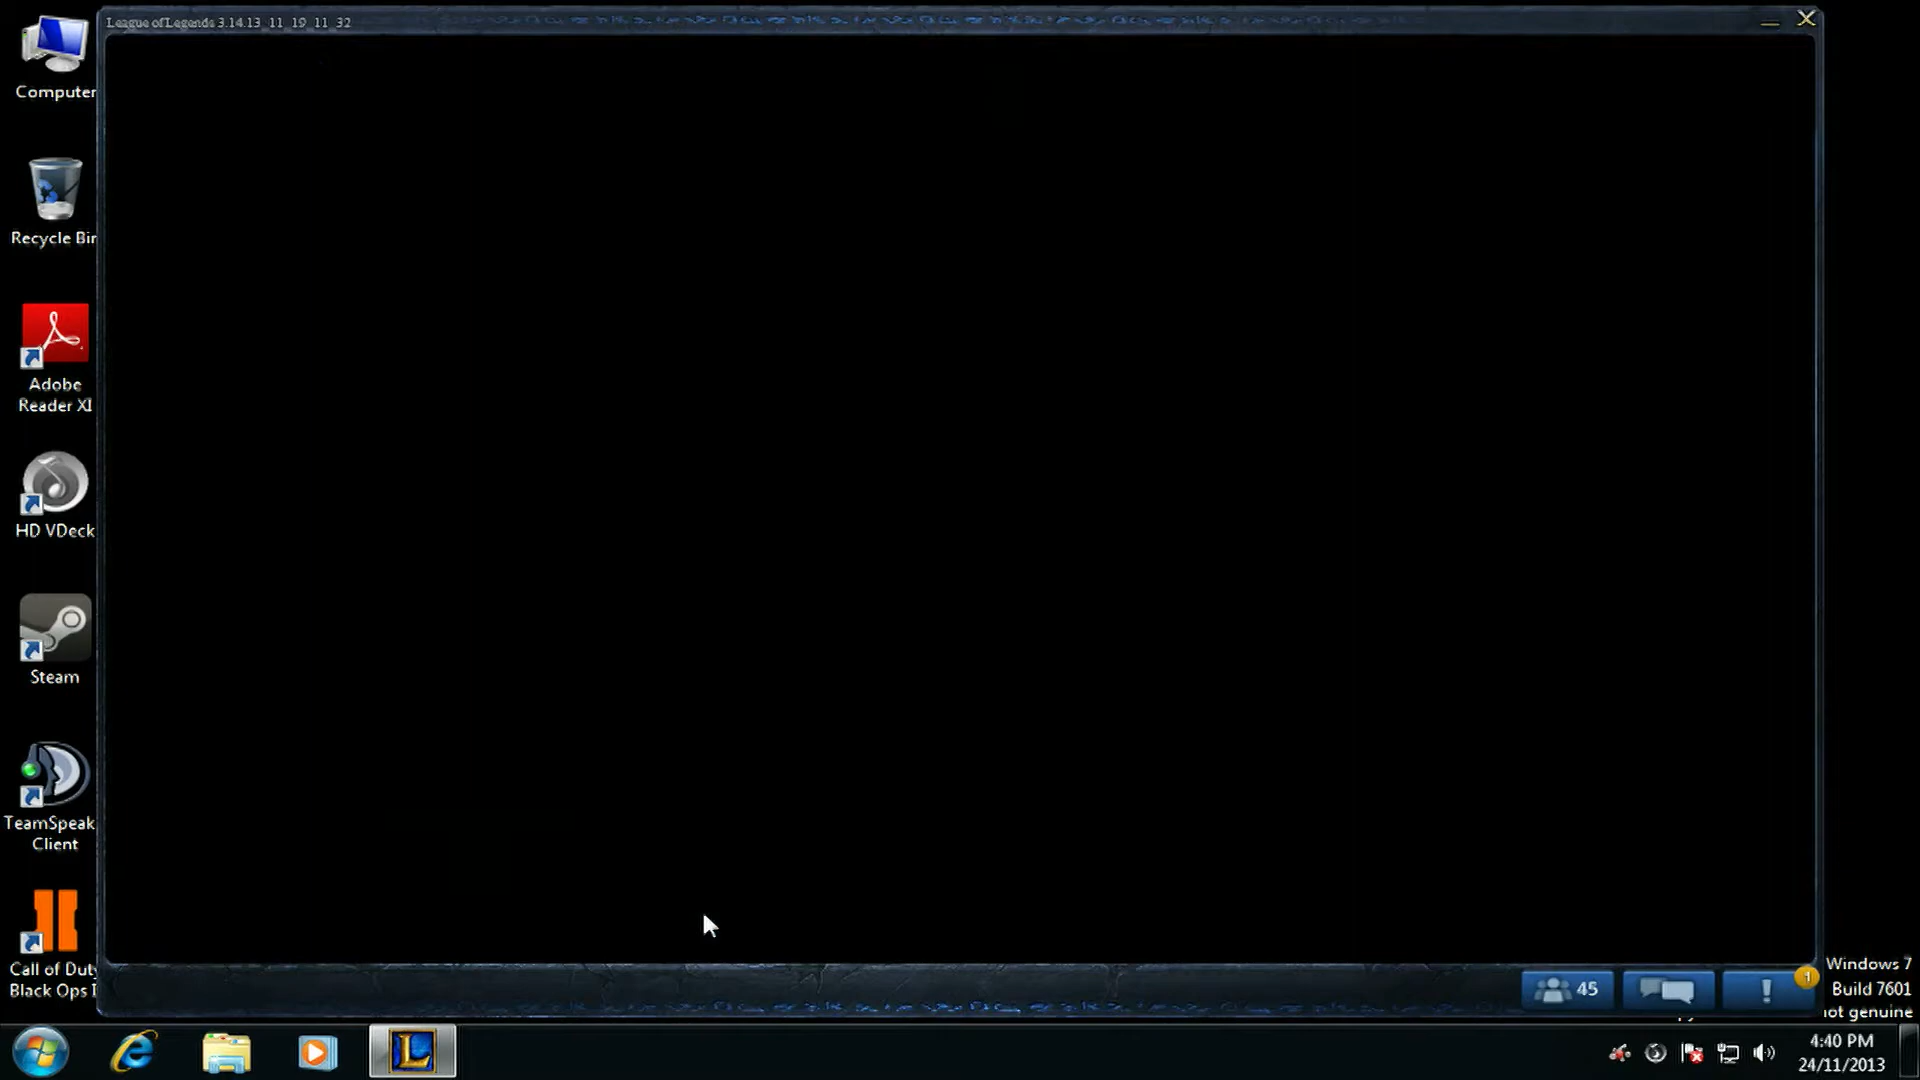 League of Legends 3.14.13_11_19_11_32
Computer
Recycle Bin
Adobe
Reader XI
HD VDeck
Steam
TeamSpeak
Client
Call of Duty
Black Ops I
45
1
Windows 7
Build 7601
not genuine
4:40 PM
24/11/2013